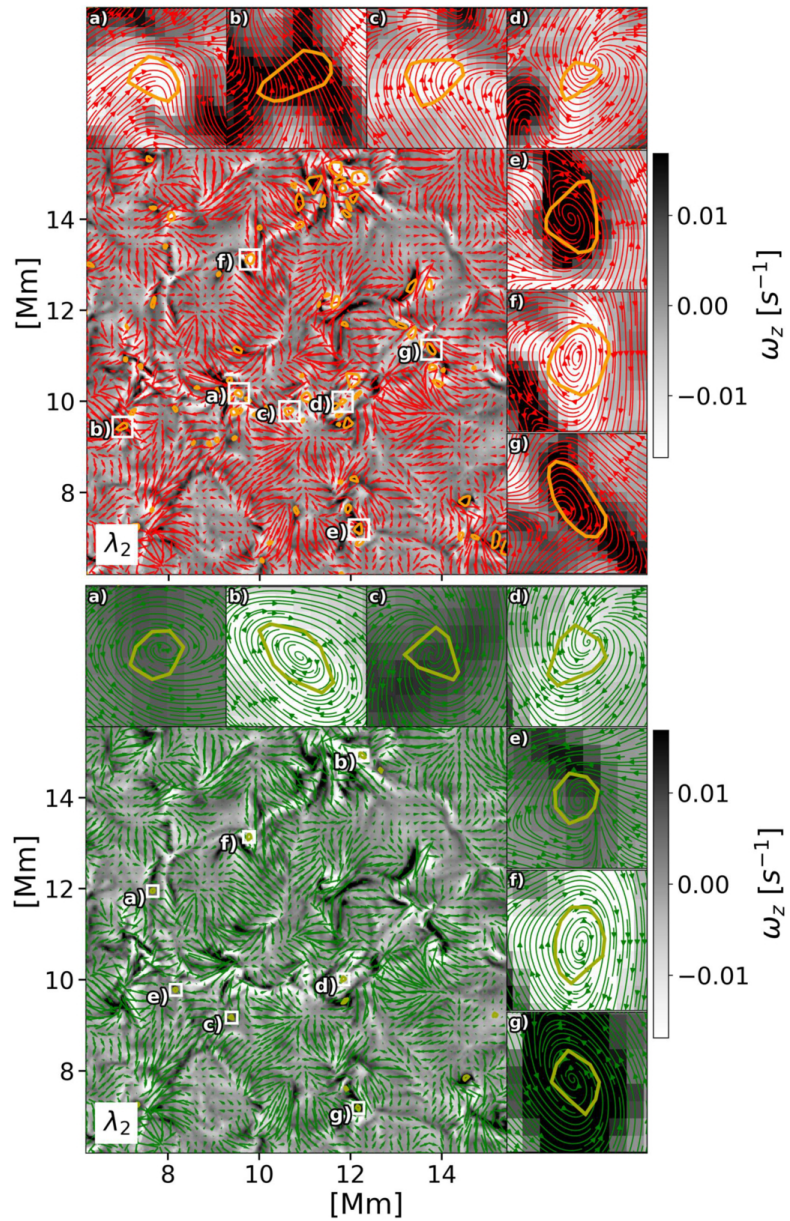 a) b) c) d)
e)
f)
g)
0.01
0.00
−0.01
ω_z [s⁻¹]
[Mm]
14
12
10
8
f)
g)
a)
c)
d)
b)
e)
λ₂
a) b) c) d)
e)
f)
g)
0.01
0.00
−0.01
ω_z [s⁻¹]
[Mm]
14
12
10
8
b)
f)
a)
e)
d)
c)
g)
λ₂
8 10 12 14
[Mm]